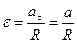 ε = a_τ / R = a / R